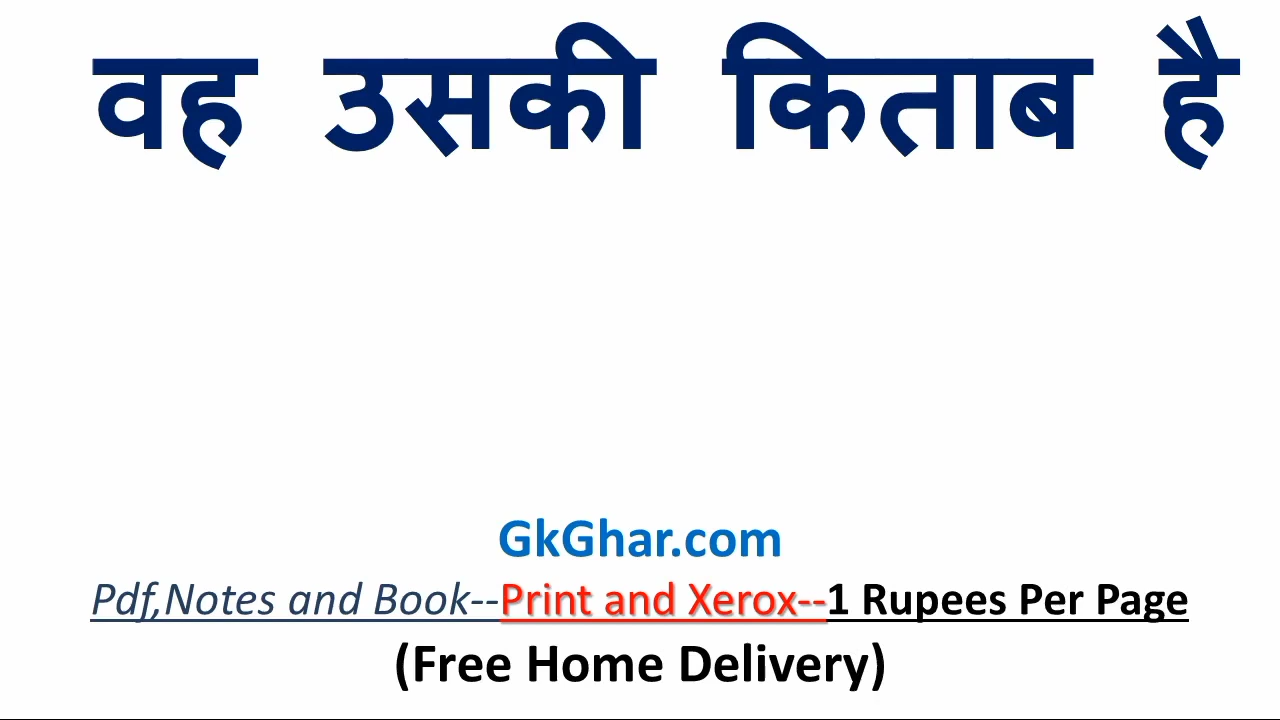 वह उसकी किताब है
GkGhar.com
Pdf,Notes and Book--Print and Xerox--1 Rupees Per Page
(Free Home Delivery)